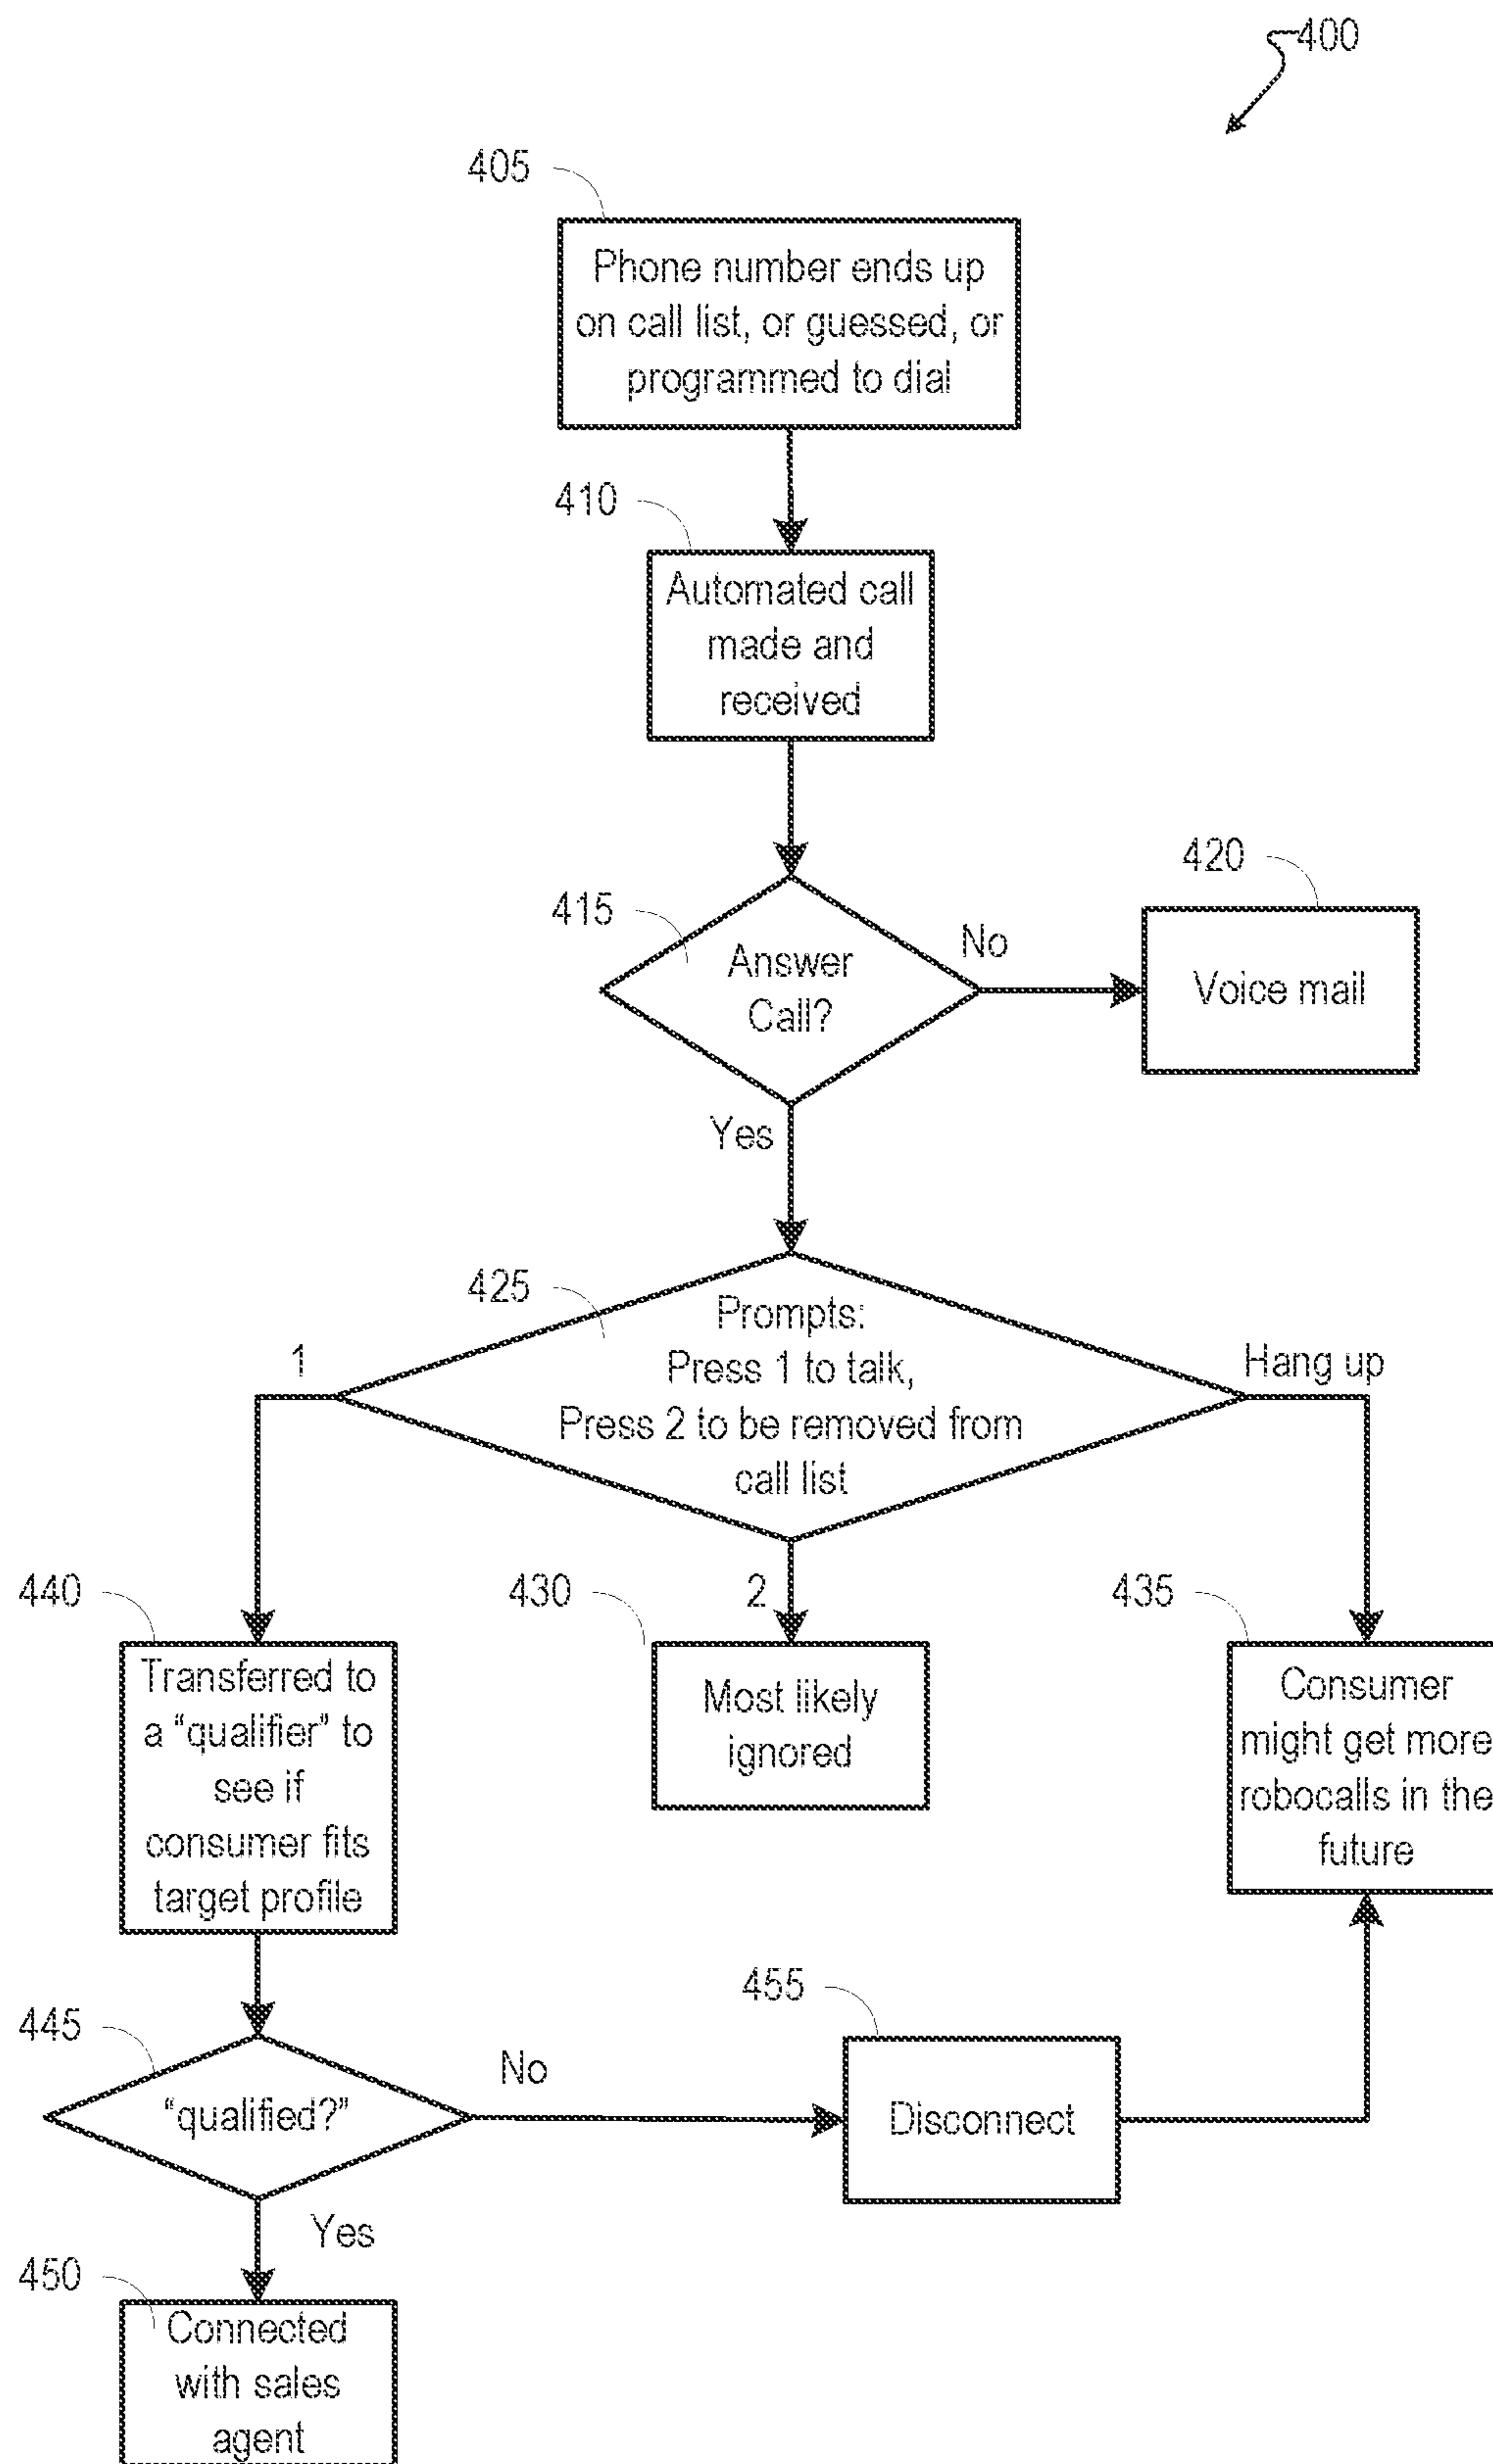 400
405
Phone number ends up
on call list, or guessed, or
programmed to dial
410
Automated call
made and
received
415
Answer
Call?
No
420
Voice mail
Yes
425
Prompts:
Press 1 to talk,
Press 2 to be removed from
call list
1
Hang up
2
440
Transferred to
a “qualifier” to
see if
consumer fits
target profile
430
Most likely
ignored
435
Consumer
might get more
robocalls in the
future
445
“qualified?”
No
455
Disconnect
Yes
450
Connected
with sales
agent